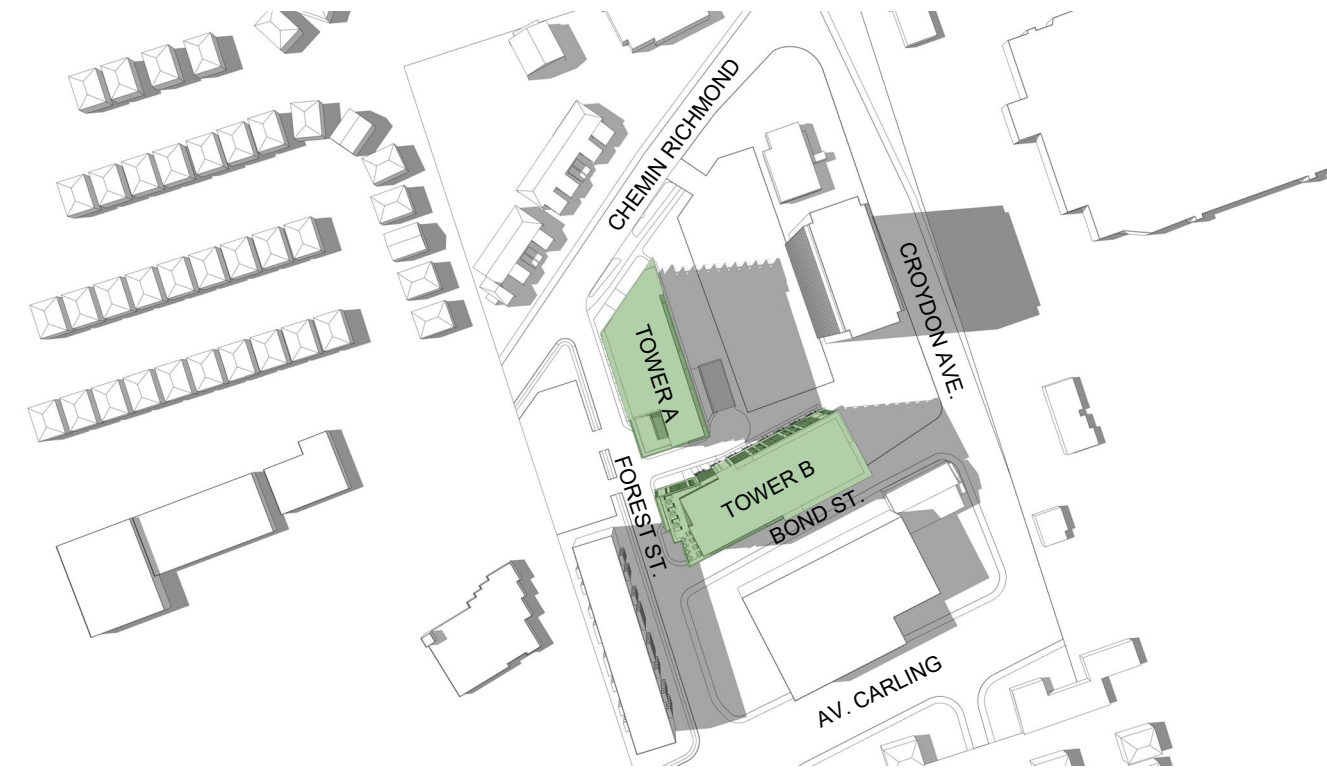 CHEMIN RICHMOND
CROYDON AVE.
TOWER A
TOWER B
FOREST ST.
BOND ST.
AV. CARLING